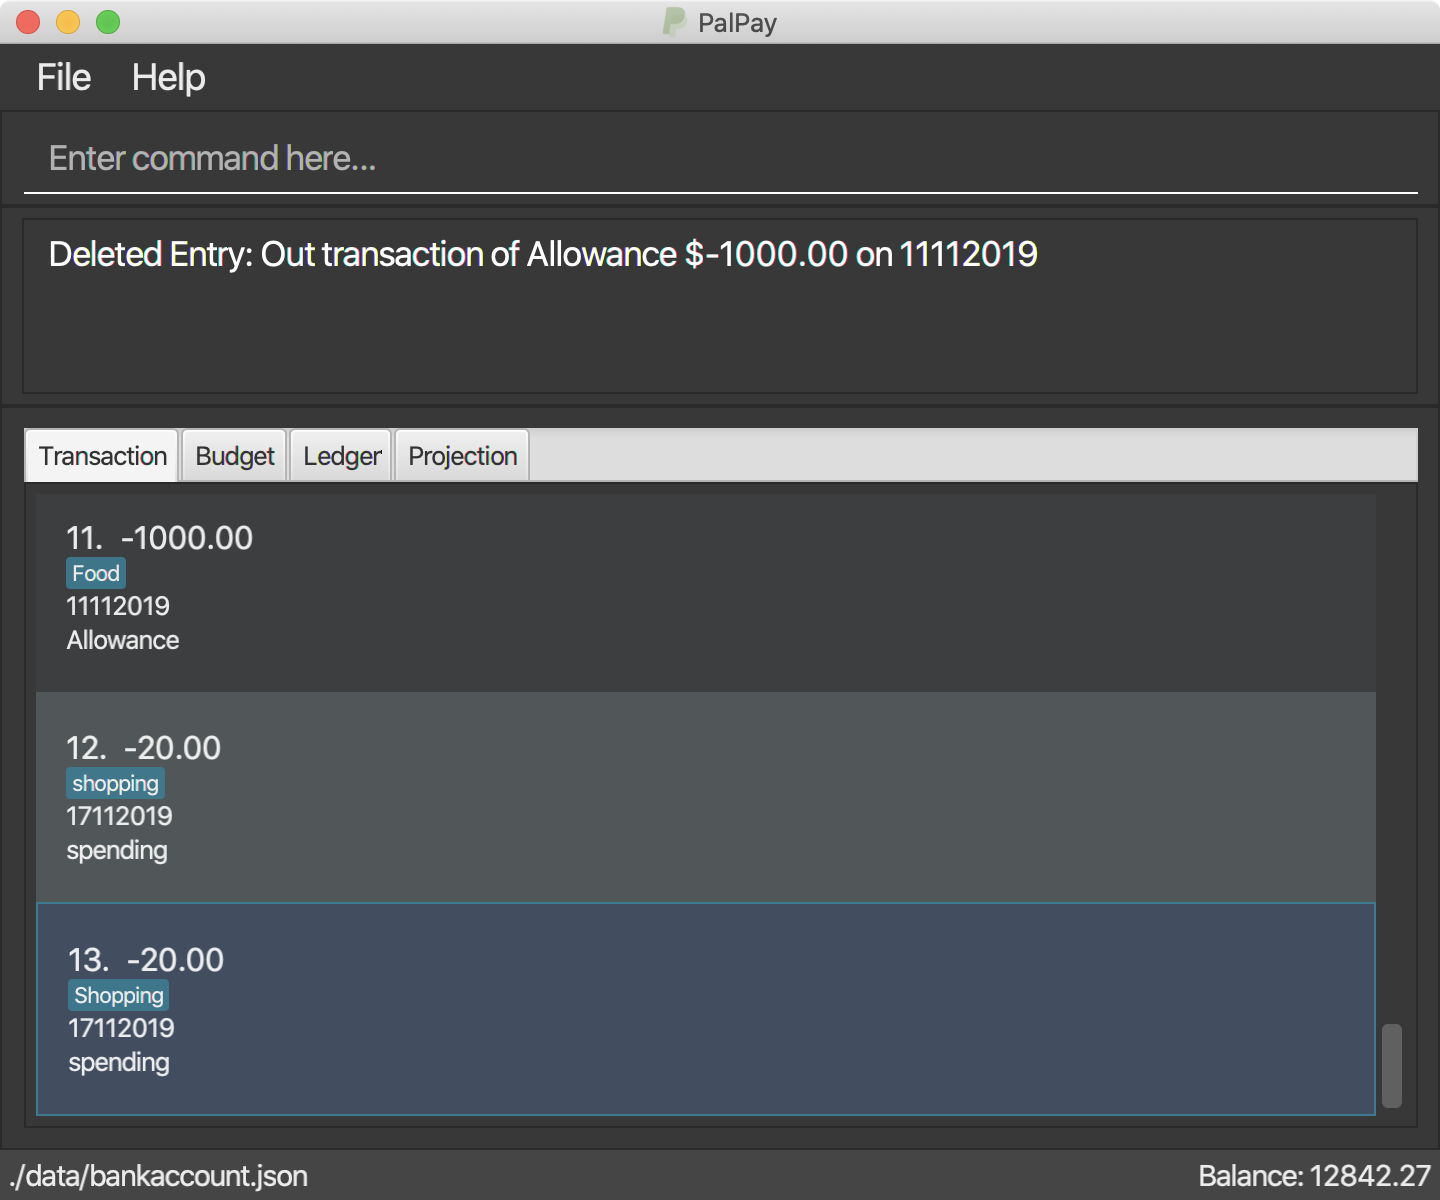 PalPay
File Help
Enter command here...
Deleted Entry: Out transaction of Allowance $-1000.00 on 11112019
Transaction Budget Ledger Projection
11. -1000.00
Food
11112019
Allowance
12. -20.00
shopping
17112019
spending
13. -20.00
Shopping
17112019
spending
./data/bankaccount.json Balance: 12842.27